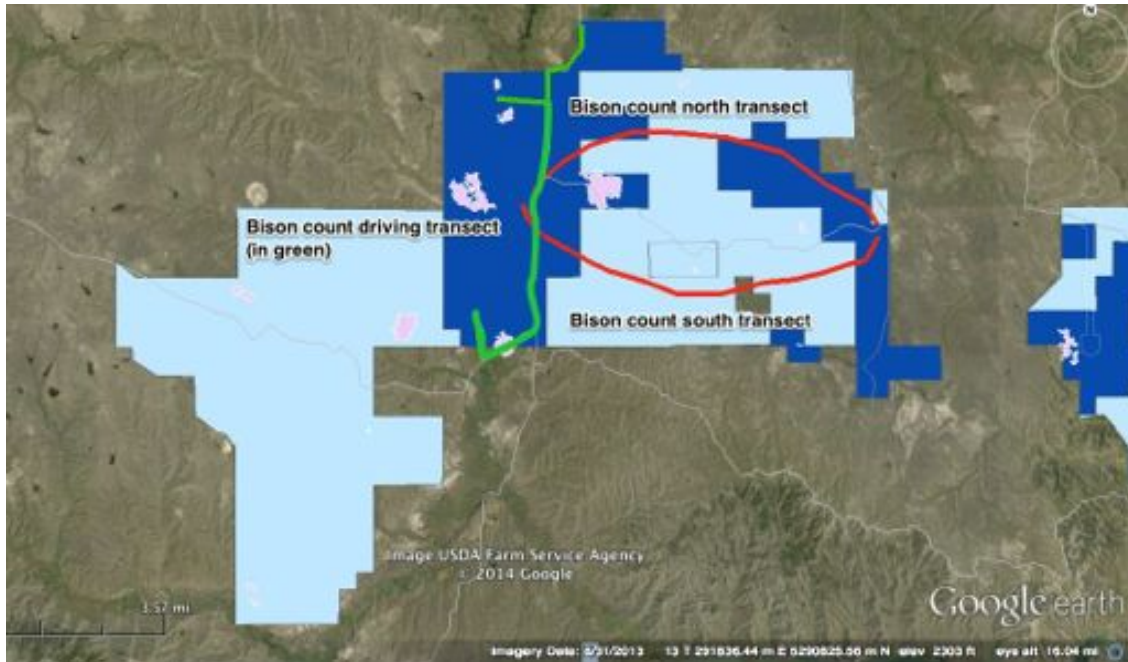 N
Bison count north transect
Bison count driving transect
(in green)
Bison count south transect
Image USDA Farm Service Agency
© 2014 Google
3.57 mi
Google earth
Imagery Date: 8/31/2013 13 T 291636.44 m E 5290625.56 m N elev 2303 ft eye alt 16.04 mi